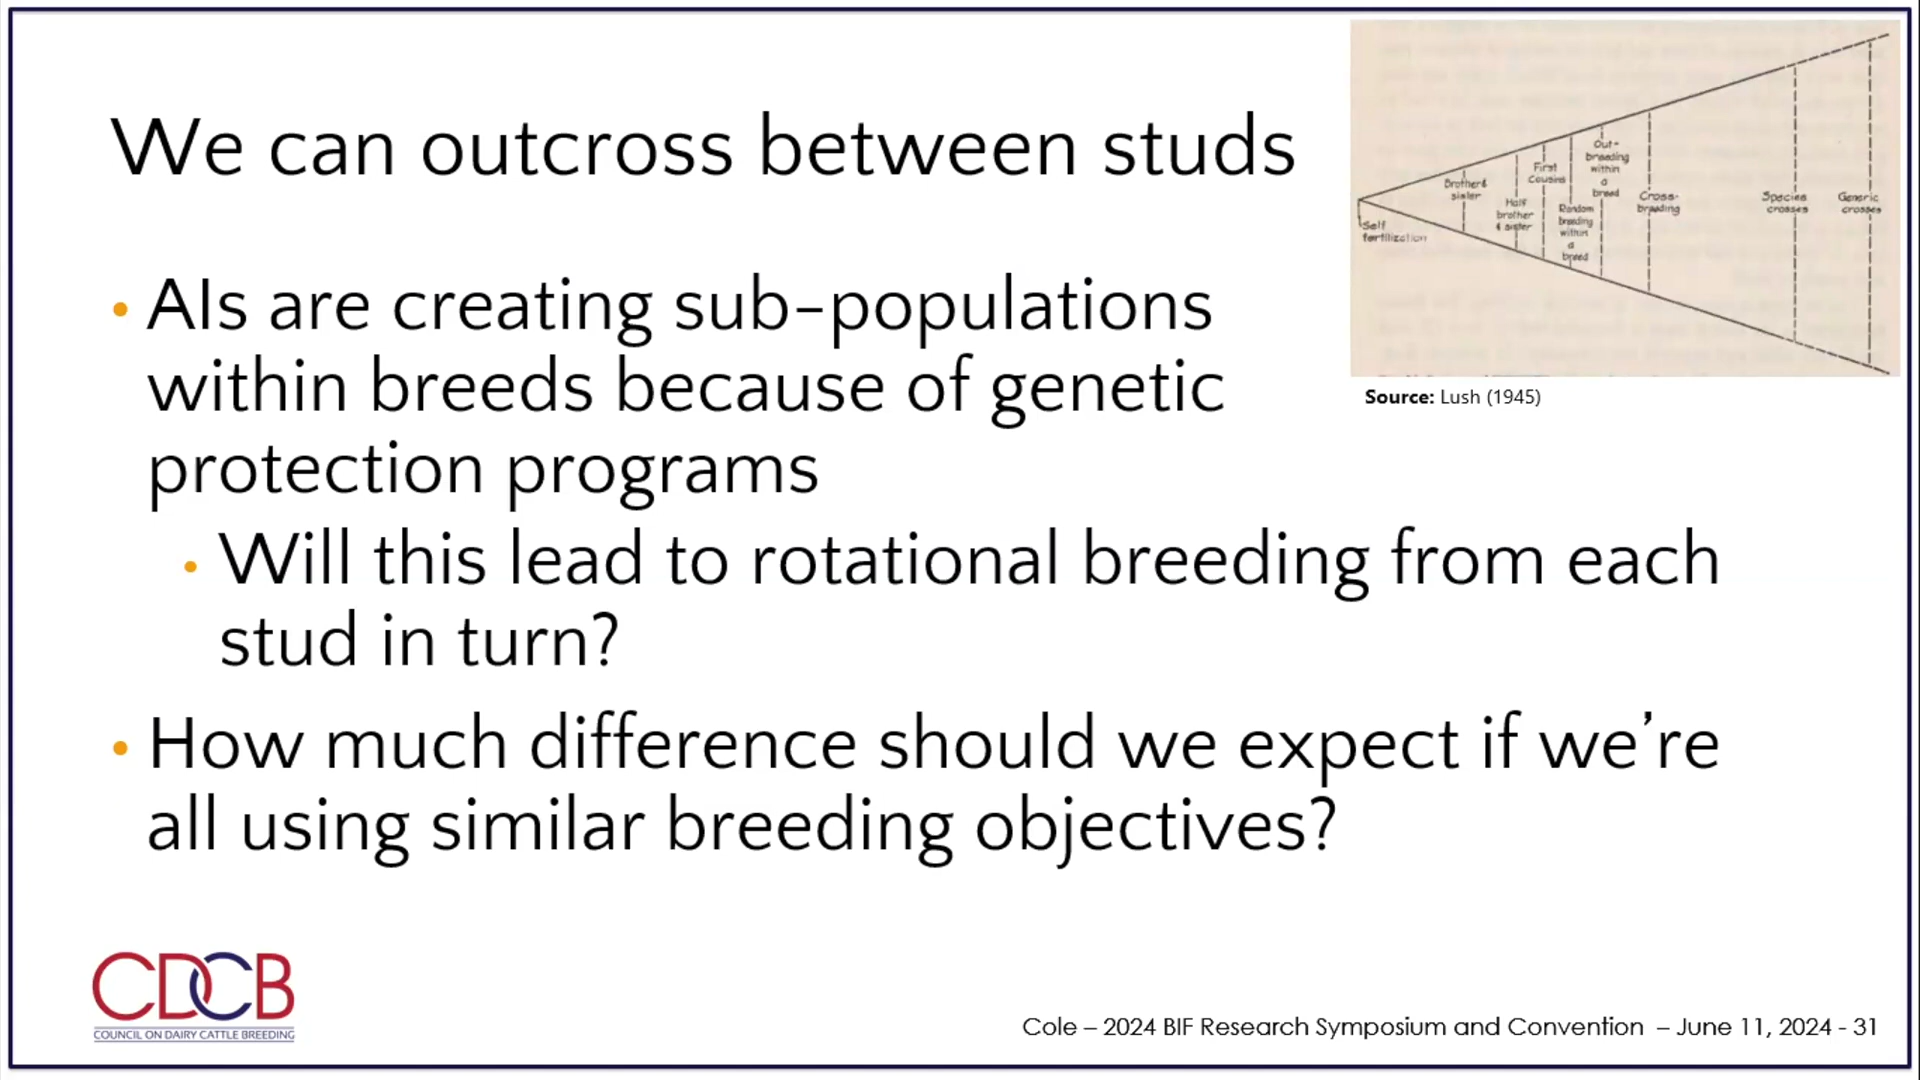 We can outcross between studs
• AIs are creating sub-populations
within breeds because of genetic
protection programs
• Will this lead to rotational breeding from each
stud in turn?
• How much difference should we expect if we're
all using similar breeding objectives?
Self
fertilization
Brother &
sister
Half
brother
& sister
First
Cousins
Random
breeding
within
a
breed
Out-
breeding
within
a
breed
Cross-
breeding
Species
crosses
Generic
crosses
Source: Lush (1945)
CDCB
COUNCIL ON DAIRY CATTLE BREEDING
Cole – 2024 BIF Research Symposium and Convention – June 11, 2024 - 31